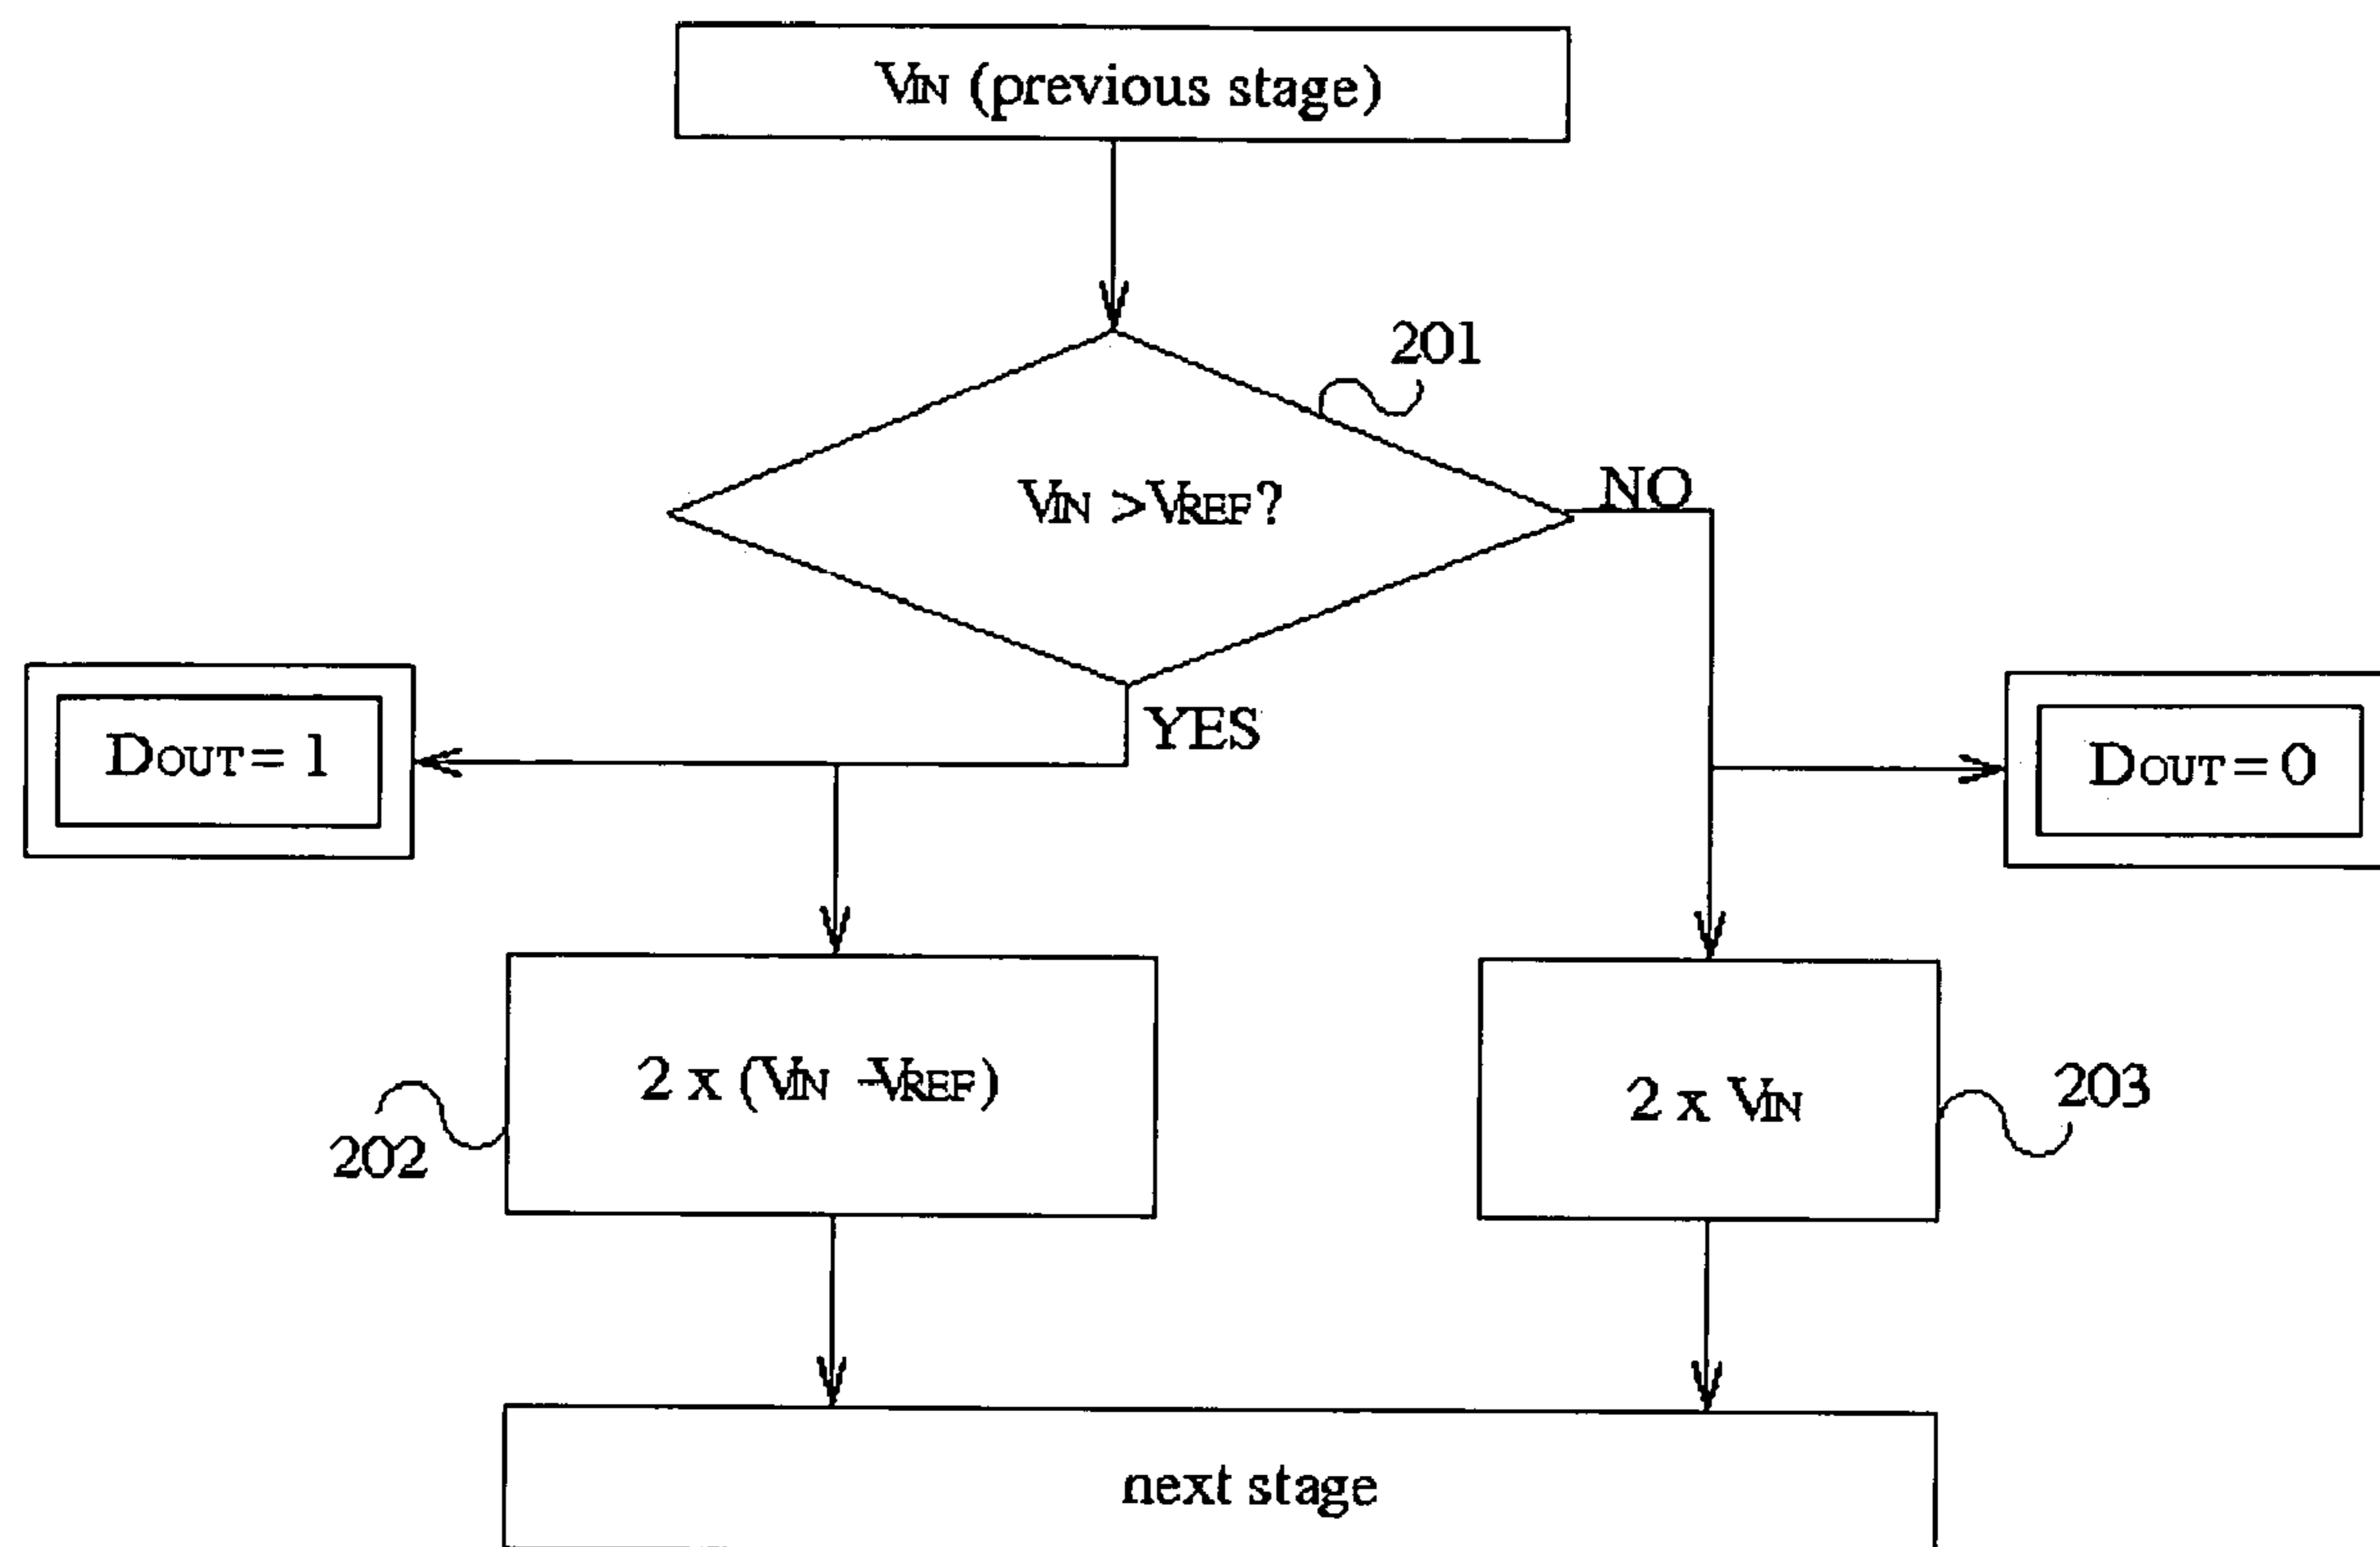 VIN (previous stage)
201
VIN >VREF?
NO
YES
DOUT= 1
DOUT= 0
2 x (VIN -VREF)
2 x VIN
203
202
next stage